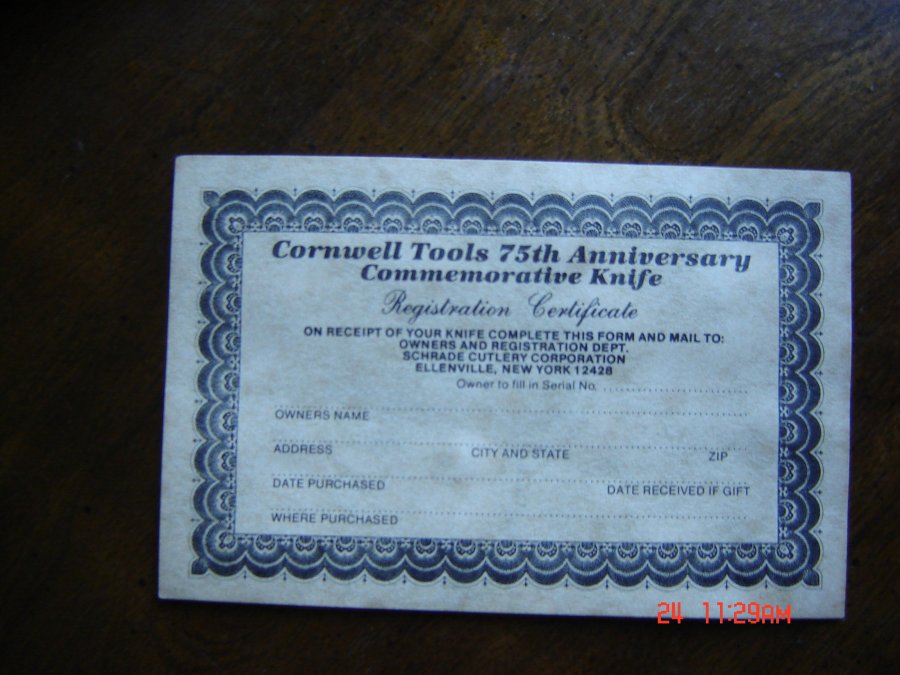 Cornwell Tools 75th Anniversary
Commemorative Knife
Registration Certificate
ON RECEIPT OF YOUR KNIFE COMPLETE THIS FORM AND MAIL TO:
OWNERS AND REGISTRATION DEPT.
SCHRADE CUTLERY CORPORATION
ELLENVILLE, NEW YORK 12428
Owner to fill in Serial No.
OWNERS NAME
ADDRESS CITY AND STATE ZIP
DATE PURCHASED DATE RECEIVED IF GIFT
WHERE PURCHASED
24 11:29AM